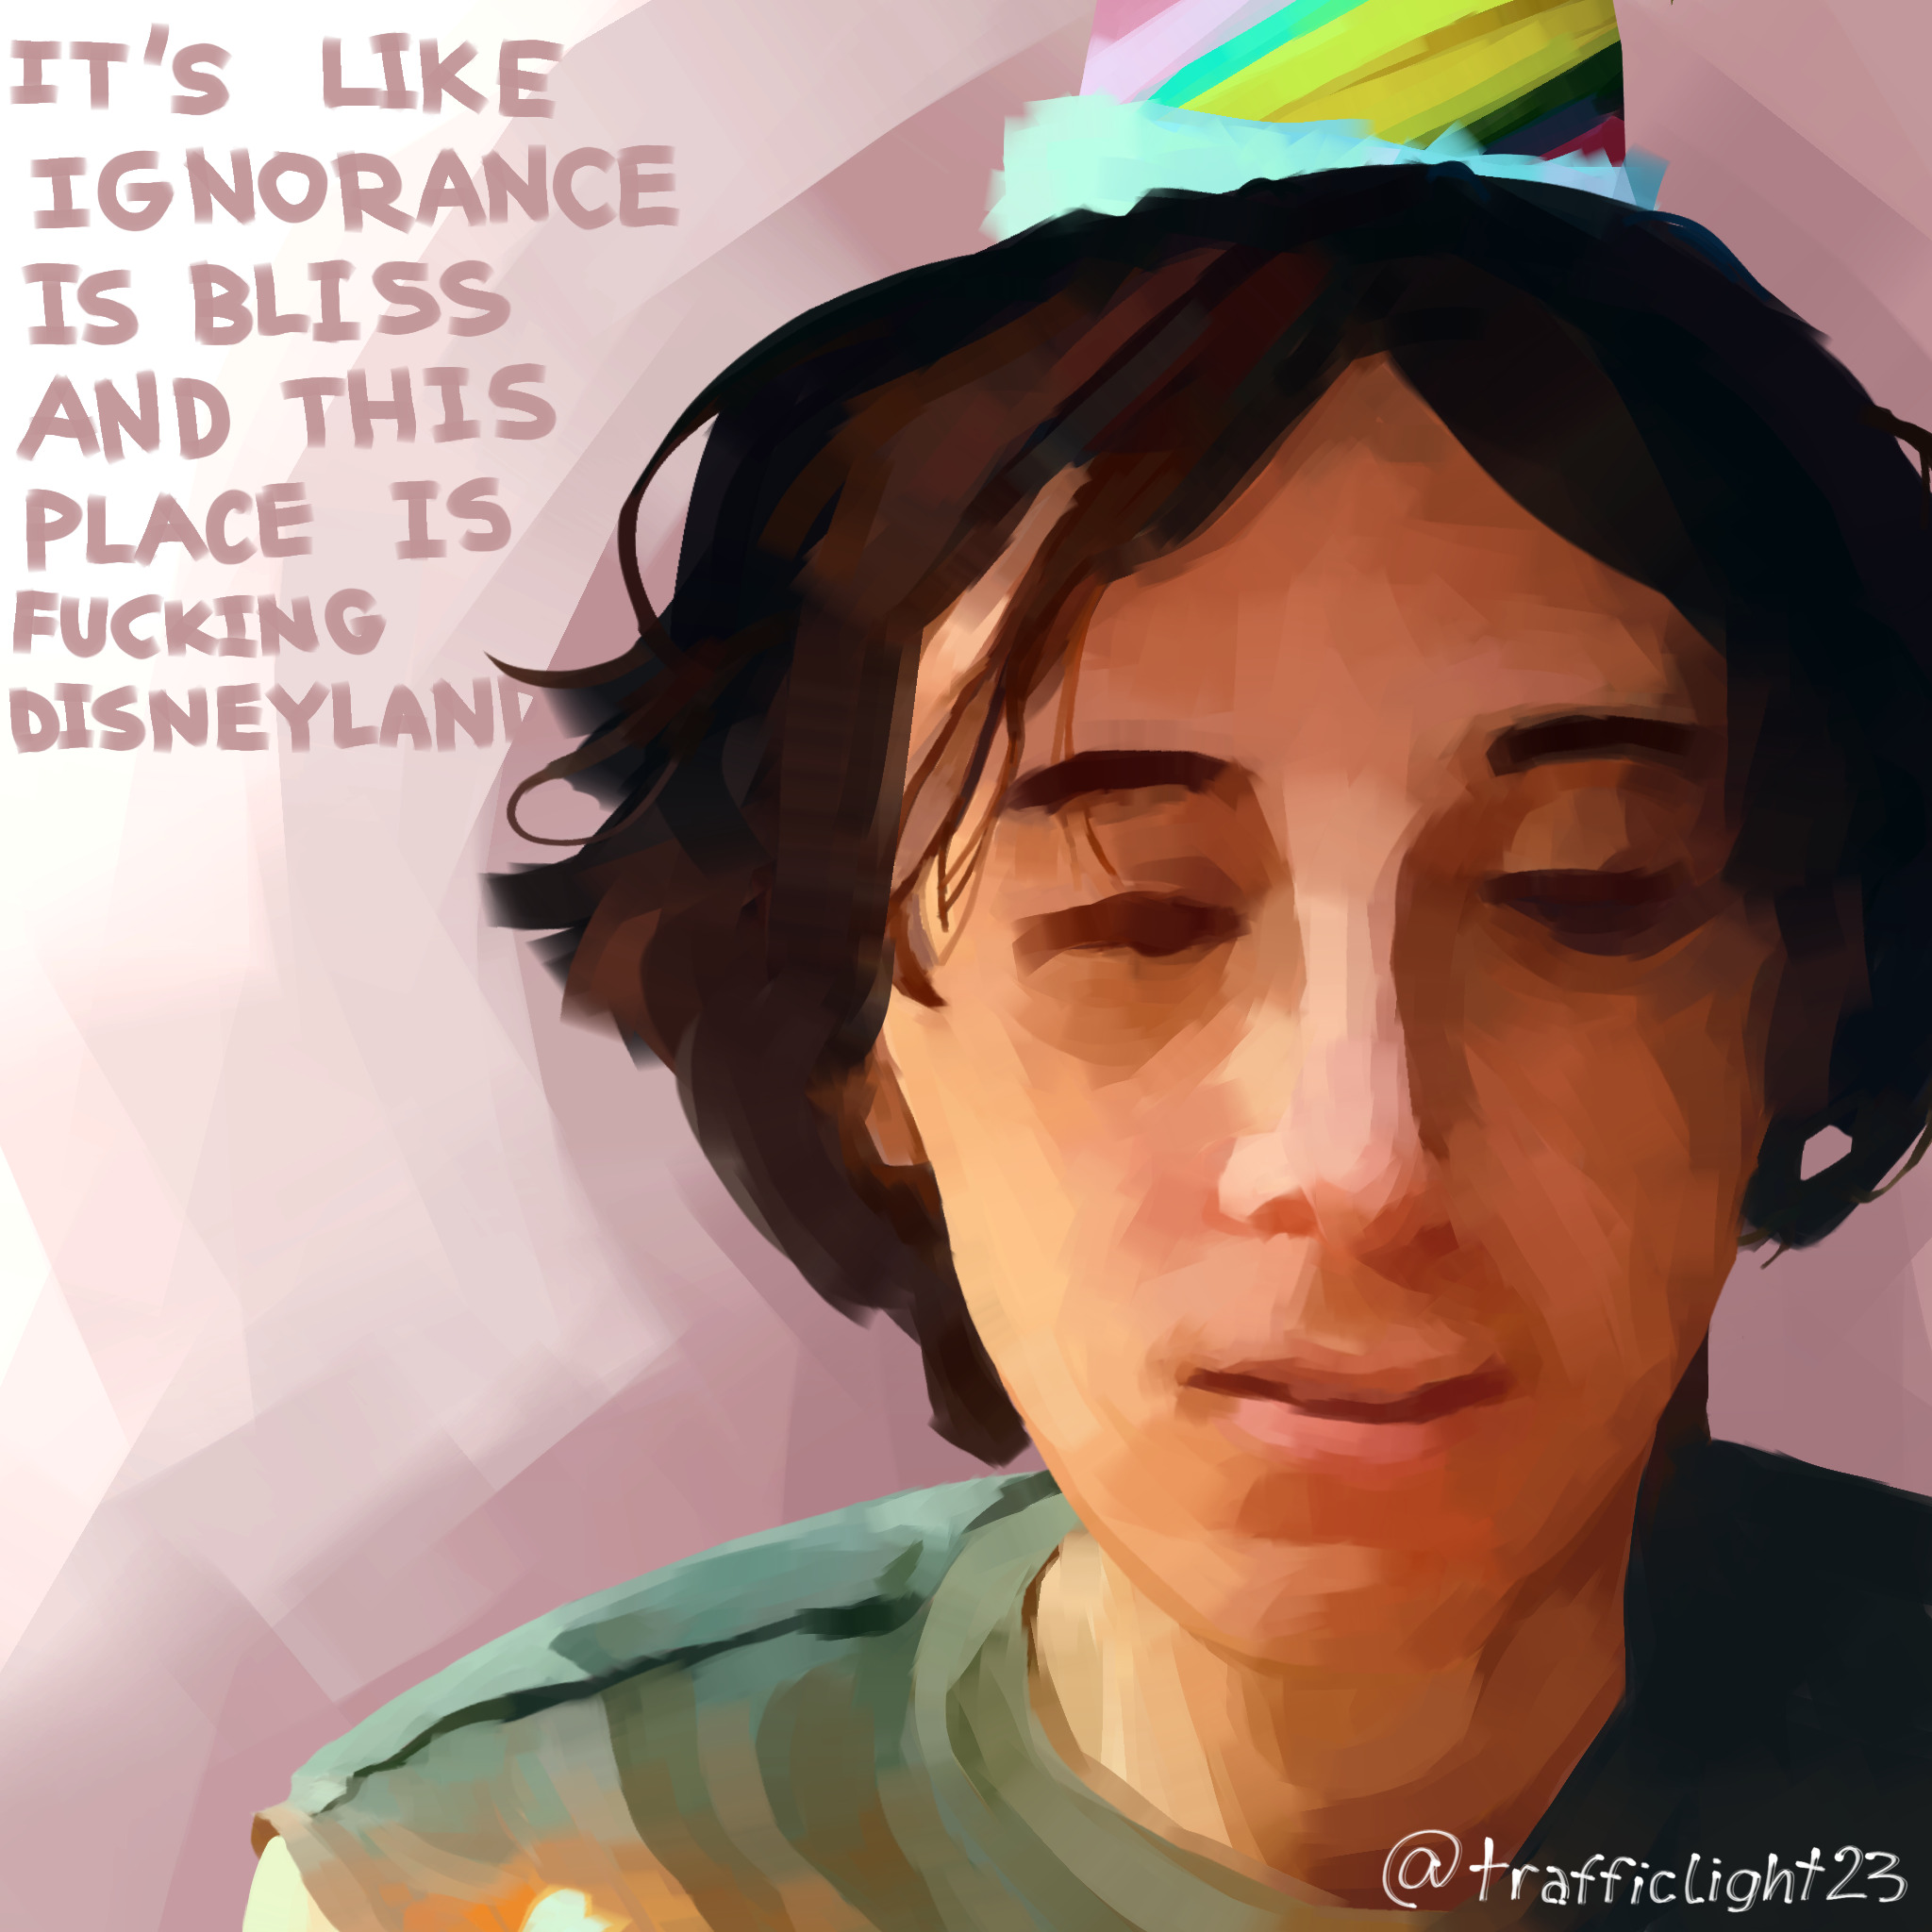 IT'S LIKE
IGNORANCE
IS BLISS
AND THIS
PLACE IS
FUCKING
DISNEYLAND
@trafficlight23